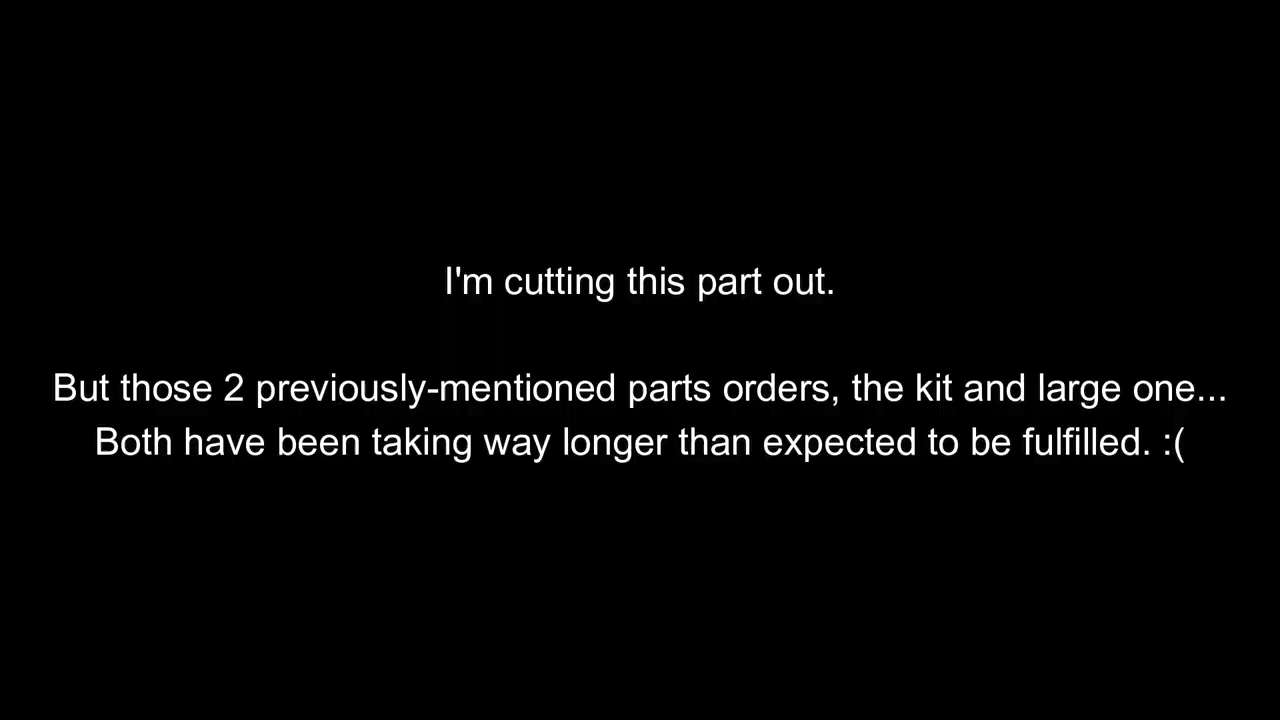 I'm cutting this part out.
But those 2 previously-mentioned parts orders, the kit and large one...
Both have been taking way longer than expected to be fulfilled. :(